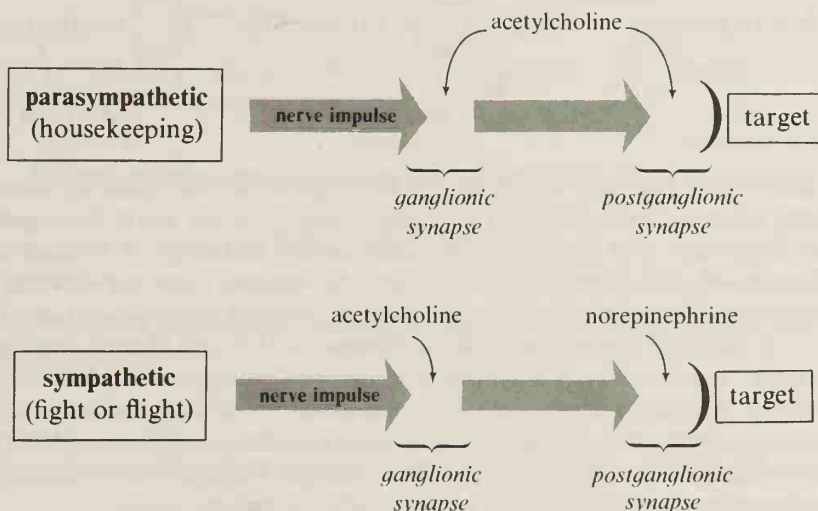 acetylcholine
parasympathetic
(housekeeping)
nerve impulse
target
ganglionic
synapse
postganglionic
synapse
acetylcholine
norepinephrine
sympathetic
(fight or flight)
nerve impulse
target
ganglionic
synapse
postganglionic
synapse